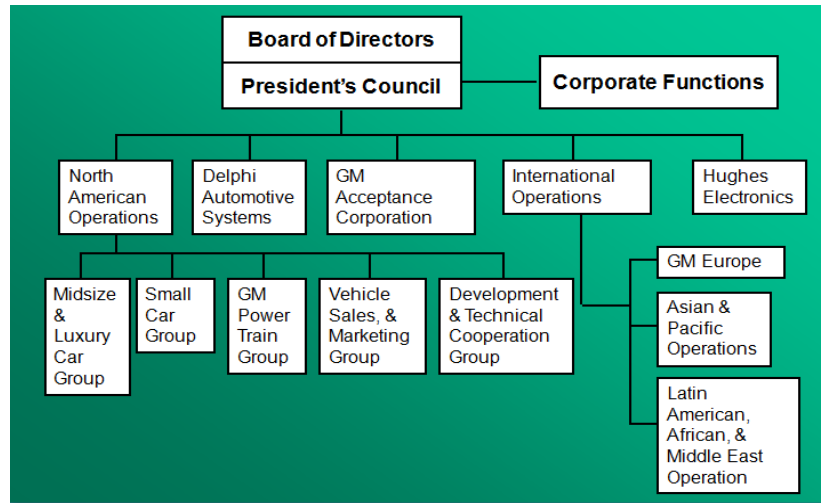 Board of Directors
President's Council
Corporate Functions
North
American
Operations
Delphi
Automotive
Systems
GM
Acceptance
Corporation
International
Operations
Hughes
Electronics
Midsize
&
Luxury
Car
Group
Small
Car
Group
GM
Power
Train
Group
Vehicle
Sales, &
Marketing
Group
Development
& Technical
Cooperation
Group
GM Europe
Asian &
Pacific
Operations
Latin
American,
African, &
Middle East
Operation